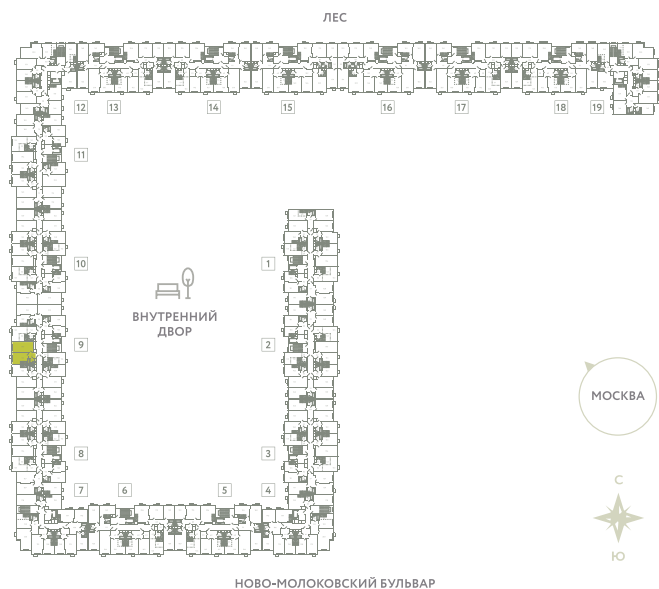 ЛЕС
12 13 14 15 16 17 18 19
11
10 1
ВНУТРЕННИЙ
ДВОР
9 2
МОСКВА
8 3
С
7 6 5 4
Ю
НОВО-МОЛОКОВСКИЙ БУЛЬВАР